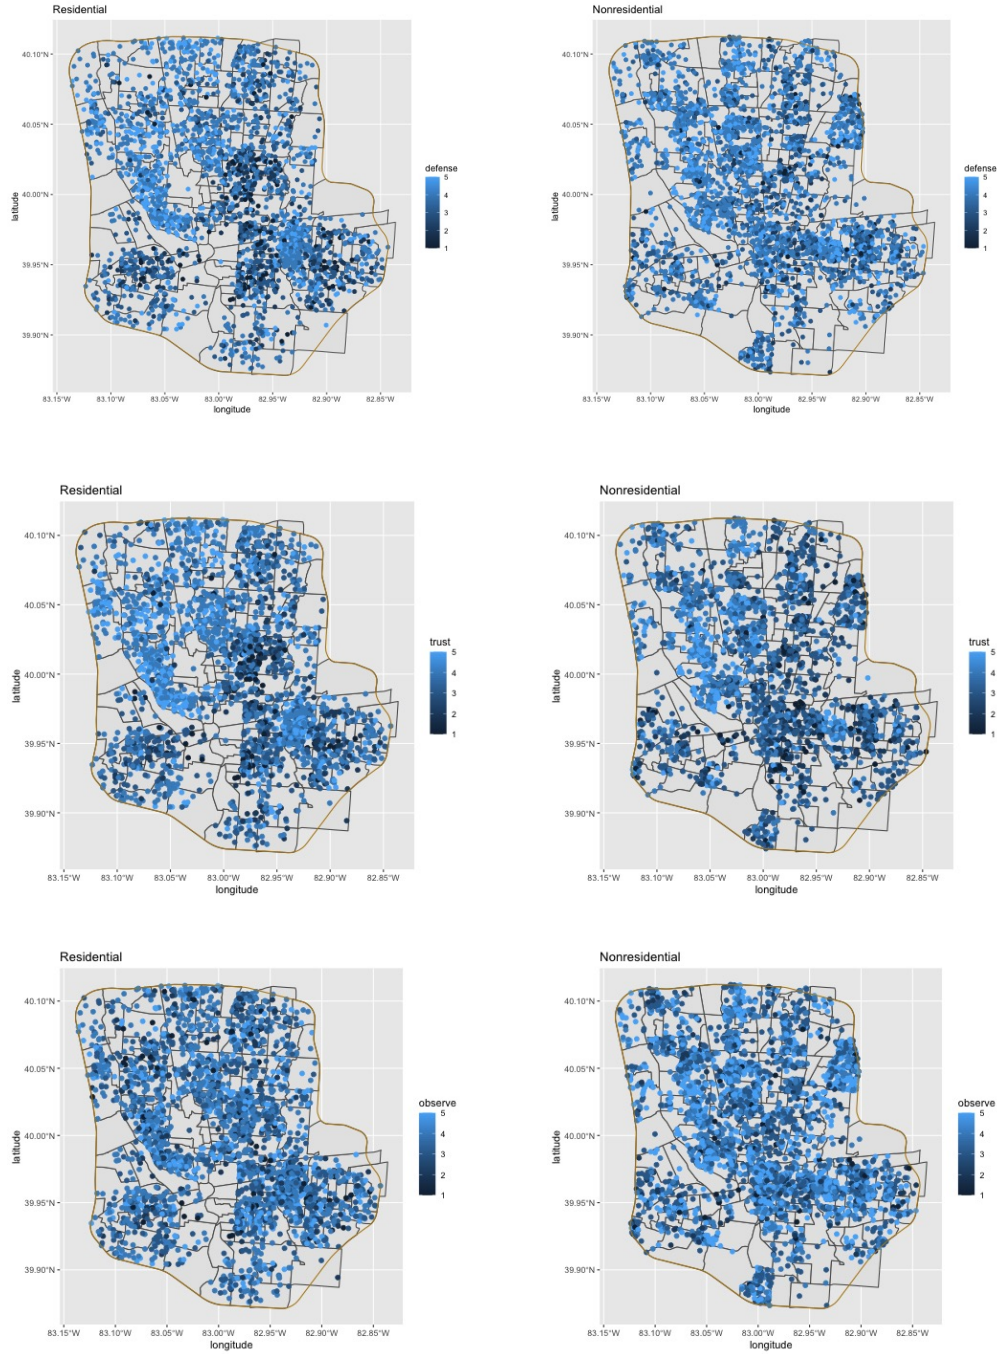 Residential
40.10°N
40.05°N
40.00°N
39.95°N
39.90°N
latitude
83.15°W 83.10°W 83.05°W 83.00°W 82.95°W 82.90°W 82.85°W
longitude
defense
5
4
3
2
1
Nonresidential
40.10°N
40.05°N
40.00°N
39.95°N
39.90°N
latitude
83.15°W 83.10°W 83.05°W 83.00°W 82.95°W 82.90°W 82.85°W
longitude
defense
5
4
3
2
1
Residential
40.10°N
40.05°N
40.00°N
39.95°N
39.90°N
latitude
83.15°W 83.10°W 83.05°W 83.00°W 82.95°W 82.90°W 82.85°W
longitude
trust
5
4
3
2
1
Nonresidential
40.10°N
40.05°N
40.00°N
39.95°N
39.90°N
latitude
83.15°W 83.10°W 83.05°W 83.00°W 82.95°W 82.90°W 82.85°W
longitude
trust
5
4
3
2
1
Residential
40.10°N
40.05°N
40.00°N
39.95°N
39.90°N
latitude
83.15°W 83.10°W 83.05°W 83.00°W 82.95°W 82.90°W 82.85°W
longitude
observe
5
4
3
2
1
Nonresidential
40.10°N
40.05°N
40.00°N
39.95°N
39.90°N
latitude
83.15°W 83.10°W 83.05°W 83.00°W 82.95°W 82.90°W 82.85°W
longitude
observe
5
4
3
2
1